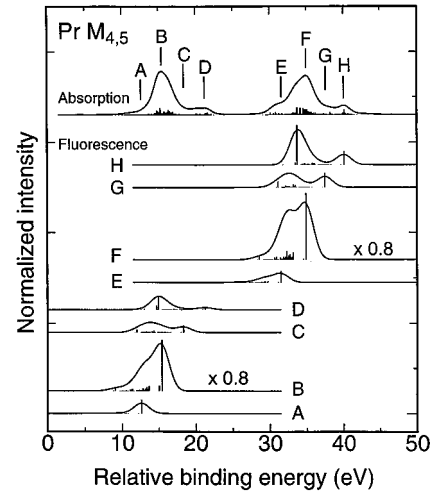 Pr M4,5
B
F
A
C
D
E
G
H
Absorption
Fluorescence
H
G
F
x 0.8
E
D
C
x 0.8
B
A
Normalized intensity
0 10 20 30 40 50
Relative binding energy (eV)